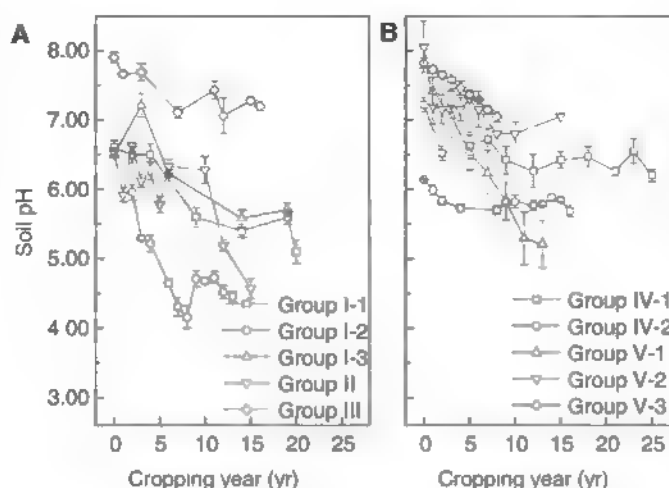 A
B
8.00
7.00
6.00
5.00
4.00
3.00
Soil pH
Group I-1
Group I-2
Group I-3
Group II
Group III
Group IV-1
Group IV-2
Group V-1
Group V-2
Group V-3
0 5 10 15 20 25
0 5 10 15 20 25
Cropping year (yr)
Cropping year (yr)